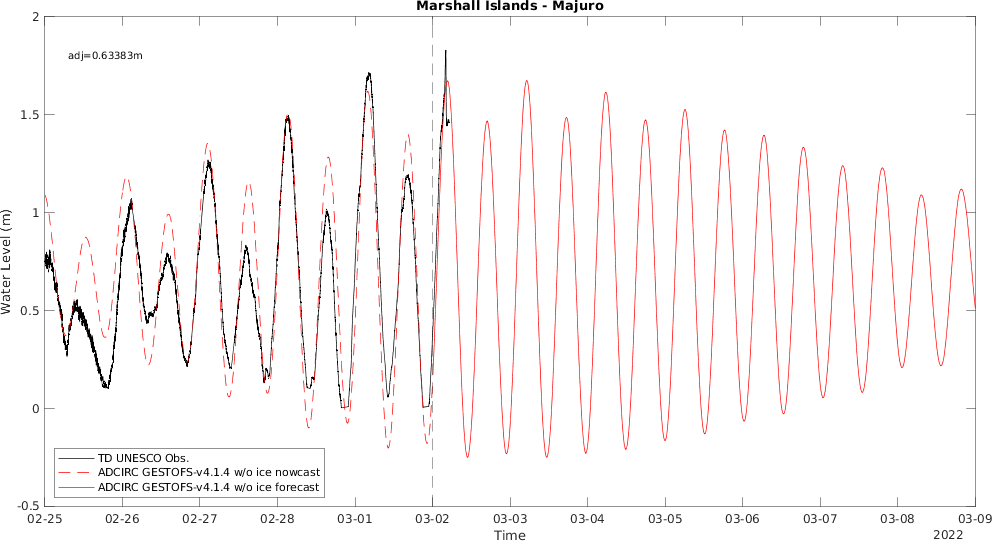 Marshall Islands - Majuro
2
adj=0.63383m
1.5
1
0.5
0
-0.5
Water Level (m)
TD UNESCO Obs.
ADCIRC GESTOFS-v4.1.4 w/o ice nowcast
ADCIRC GESTOFS-v4.1.4 w/o ice forecast
02-25 02-26 02-27 02-28 03-01 03-02 03-03 03-04 03-05 03-06 03-07 03-08 03-09
Time
2022